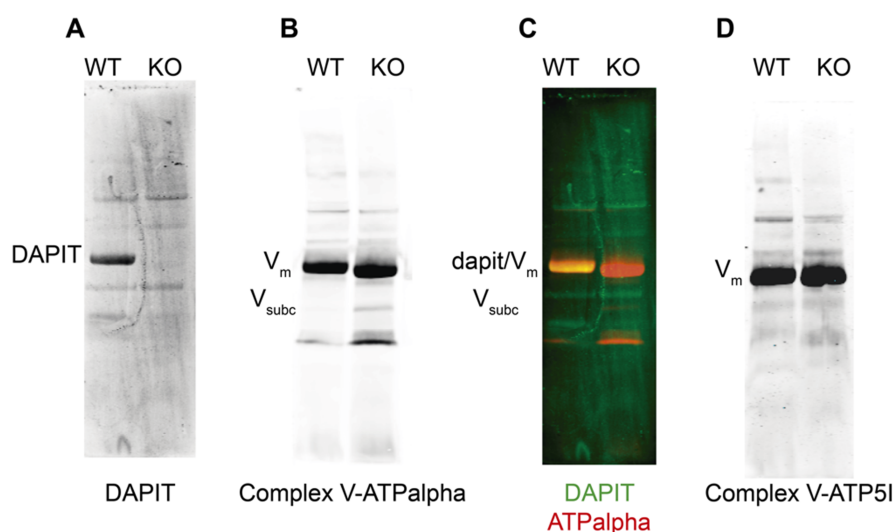 A
B
C
D
WT KO
WT KO
WT KO
WT KO
DAPIT
Vm
Vsubc
dapit/Vm
Vsubc
Vm
DAPIT
Complex V-ATPalpha
DAPIT
ATPalpha
Complex V-ATP5I